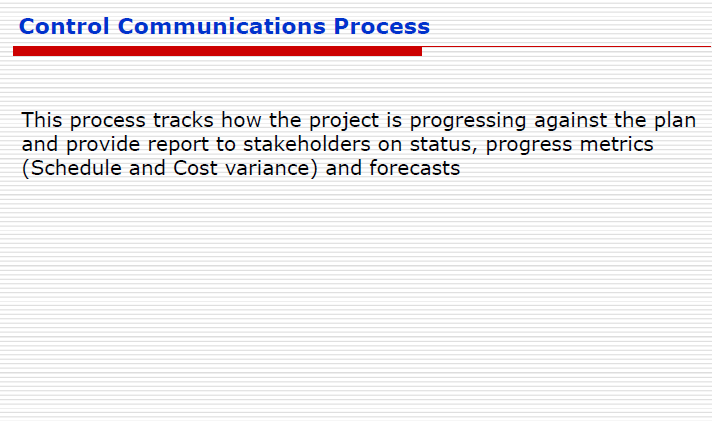 Control Communications Process
This process tracks how the project is progressing against the plan
and provide report to stakeholders on status, progress metrics
(Schedule and Cost variance) and forecasts